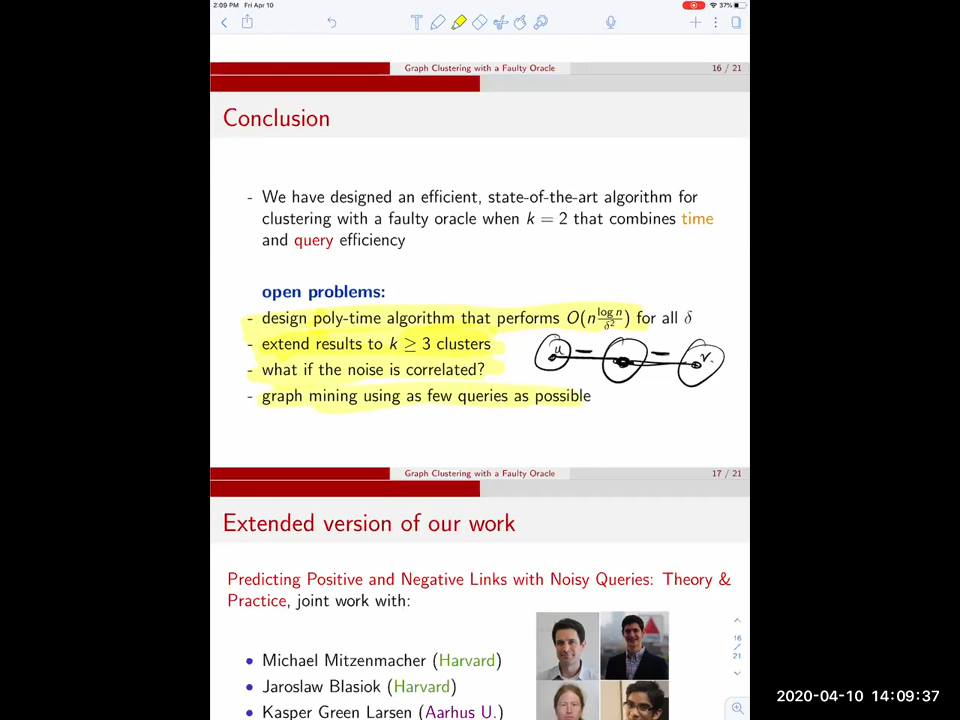 2:09 PM Fri Apr 10
37%
Graph Clustering with a Faulty Oracle 16 / 21
Conclusion
- We have designed an efficient, state-of-the-art algorithm for
clustering with a faulty oracle when k = 2 that combines time
and query efficiency
open problems:
- design poly-time algorithm that performs O(n log n / δ²) for all δ
- extend results to k ≥ 3 clusters
- what if the noise is correlated?
- graph mining using as few queries as possible
u − − v
Graph Clustering with a Faulty Oracle 17 / 21
Extended version of our work
Predicting Positive and Negative Links with Noisy Queries: Theory &
Practice, joint work with:
• Michael Mitzenmacher (Harvard)
• Jaroslaw Blasiok (Harvard)
• Kasper Green Larsen (Aarhus U.)
16
/
21
2020-04-10 14:09:37